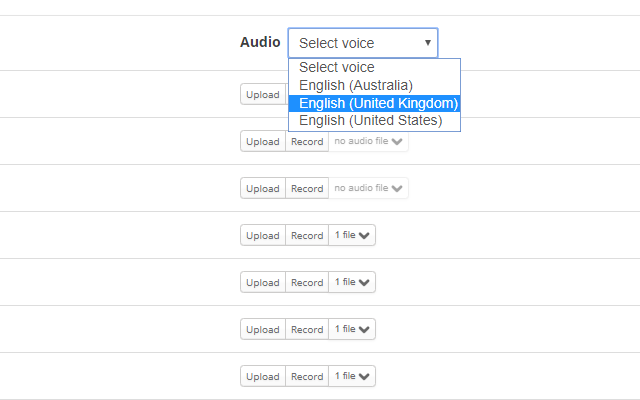 Audio Select voice
Select voice
English (Australia)
Upload English (United Kingdom)
English (United States)
Upload Record no audio file
Upload Record no audio file
Upload Record 1 file
Upload Record 1 file
Upload Record 1 file
Upload Record 1 file